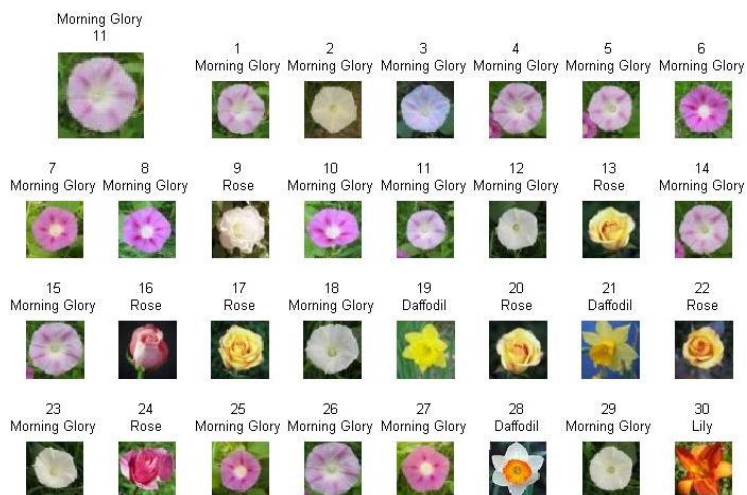 Morning Glory
11
1
Morning Glory
2
Morning Glory
3
Morning Glory
4
Morning Glory
5
Morning Glory
6
Morning Glory
7
Morning Glory
8
Morning Glory
9
Rose
10
Morning Glory
11
Morning Glory
12
Morning Glory
13
Rose
14
Morning Glory
15
Morning Glory
16
Rose
17
Rose
18
Morning Glory
19
Daffodil
20
Rose
21
Daffodil
22
Rose
23
Morning Glory
24
Rose
25
Morning Glory
26
Morning Glory
27
Morning Glory
28
Daffodil
29
Morning Glory
30
Lily